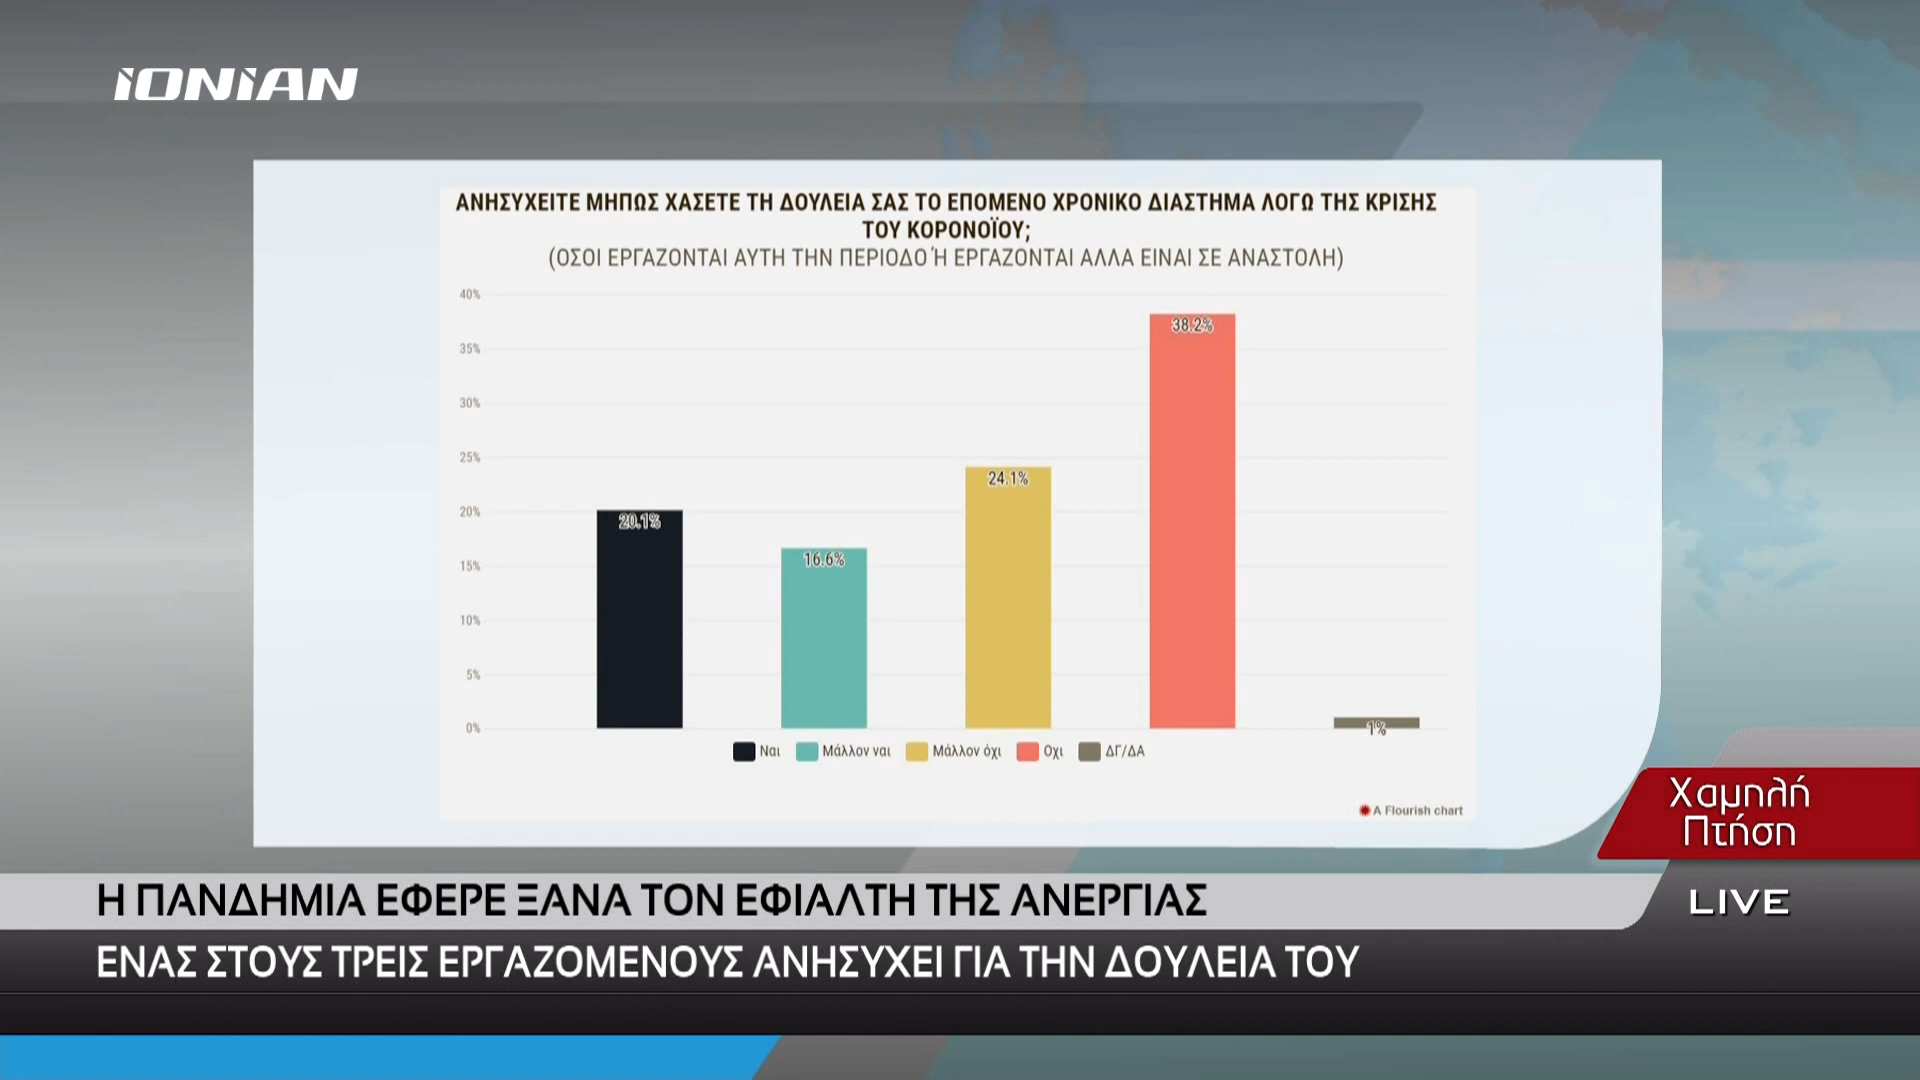 IONIAN
ΑΝΗΣΥΧΕΙΤΕ ΜΗΠΩΣ ΧΑΣΕΤΕ ΤΗ ΔΟΥΛΕΙΑ ΣΑΣ ΤΟ ΕΠΟΜΕΝΟ ΧΡΟΝΙΚΟ ΔΙΑΣΤΗΜΑ ΛΟΓΩ ΤΗΣ ΚΡΙΣΗΣ
ΤΟΥ ΚΟΡΟΝΟΪΟΥ;
(ΟΣΟΙ ΕΡΓΑΖΟΝΤΑΙ ΑΥΤΗ ΤΗΝ ΠΕΡΙΟΔΟ Ή ΕΡΓΑΖΟΝΤΑΙ ΑΛΛΑ ΕΙΝΑΙ ΣΕ ΑΝΑΣΤΟΛΗ)
40%
35%
30%
25%
20%
15%
10%
5%
0%
20.1%
16.6%
24.1%
38.2%
1%
Ναι Μάλλον ναι Μάλλον όχι Οχι ΔΓ/ΔΑ
A Flourish chart
Χαμηλή
Πτήση
Η ΠΑΝΔΗΜΙΑ ΕΦΕΡΕ ΞΑΝΑ ΤΟΝ ΕΦΙΑΛΤΗ ΤΗΣ ΑΝΕΡΓΙΑΣ
LIVE
ΕΝΑΣ ΣΤΟΥΣ ΤΡΕΙΣ ΕΡΓΑΖΟΜΕΝΟΥΣ ΑΝΗΣΥΧΕΙ ΓΙΑ ΤΗΝ ΔΟΥΛΕΙΑ ΤΟΥ